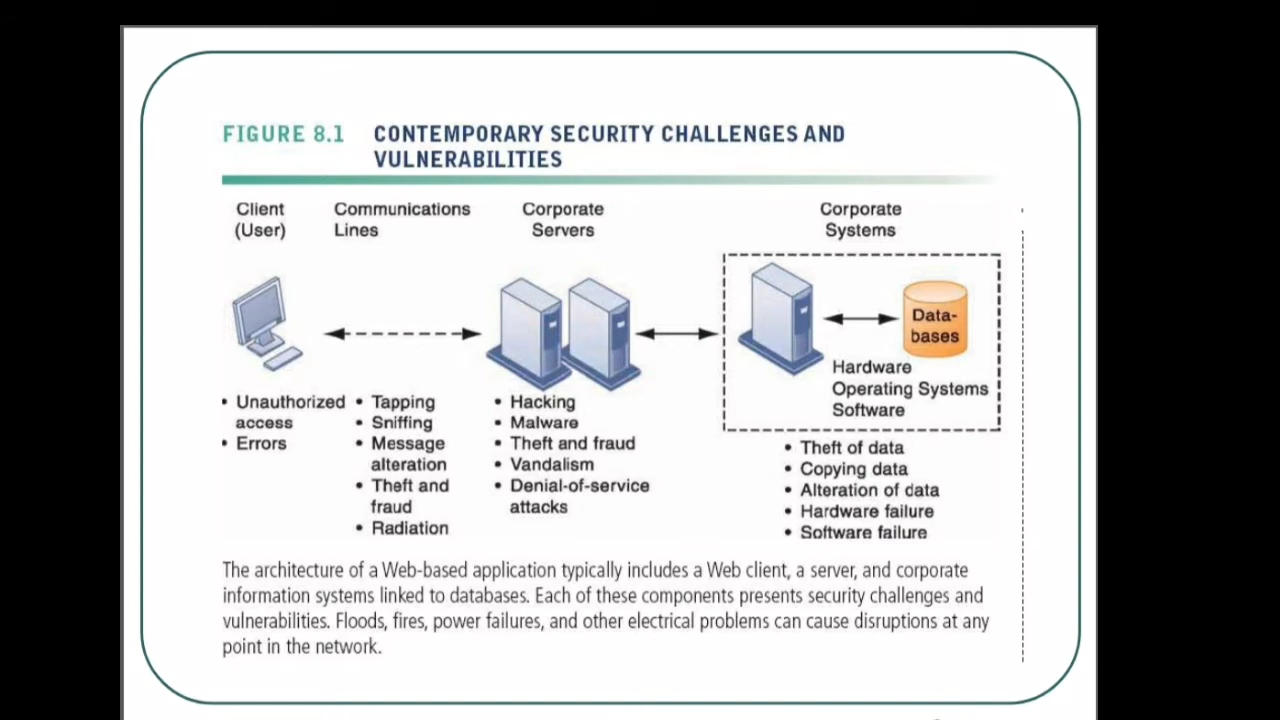 FIGURE 8.1 CONTEMPORARY SECURITY CHALLENGES AND
VULNERABILITIES
Client
(User)
Communications
Lines
Corporate
Servers
Corporate
Systems
Data-
bases
Hardware
Operating Systems
Software
• Unauthorized
access
• Errors
• Tapping
• Sniffing
• Message
alteration
• Theft and
fraud
• Radiation
• Hacking
• Malware
• Theft and fraud
• Vandalism
• Denial-of-service
attacks
• Theft of data
• Copying data
• Alteration of data
• Hardware failure
• Software failure
The architecture of a Web-based application typically includes a Web client, a server, and corporate
information systems linked to databases. Each of these components presents security challenges and
vulnerabilities. Floods, fires, power failures, and other electrical problems can cause disruptions at any
point in the network.